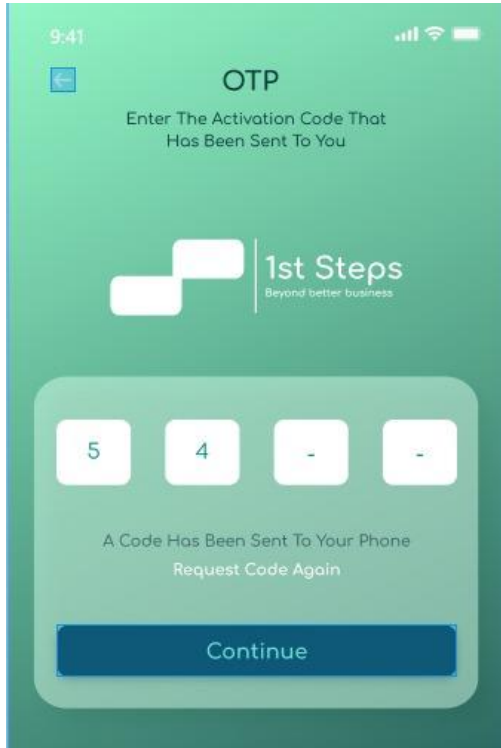 9:41
OTP
Enter The Activation Code That
Has Been Sent To You
1st Steps
Beyond better business
5 4 - -
A Code Has Been Sent To Your Phone
Request Code Again
Continue